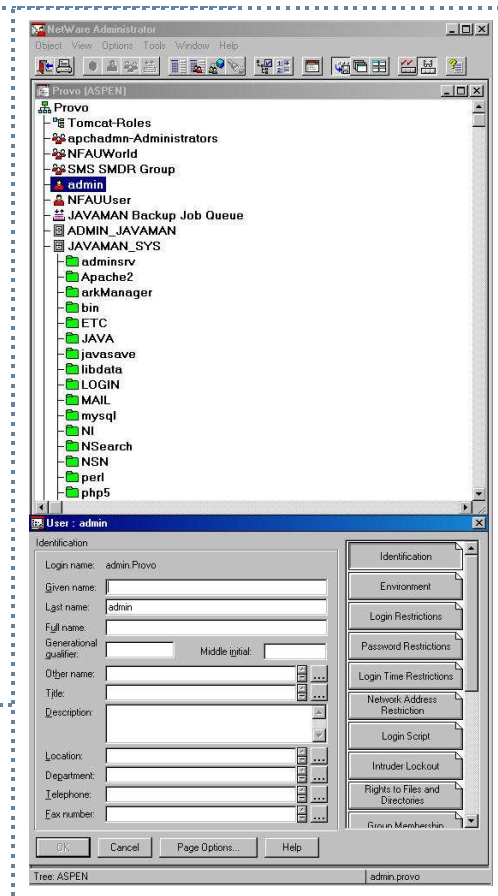 NetWare Administrator
Object View Options Tools Window Help
Provo (ASPEN)
Provo
Tomcat-Roles
apchadmn-Administrators
NFAUWorld
SMS SMDR Group
admin
NFAUUser
JAVAMAN Backup Job Queue
ADMIN_JAVAMAN
JAVAMAN_SYS
adminsrv
Apache2
arkManager
bin
ETC
JAVA
javasave
libdata
LOGIN
MAIL
mysql
NI
NSearch
NSN
perl
php5
User : admin
Identification
Login name: admin.Provo
Given name:
Last name: admin
Full name:
Generational
qualifier:
Middle initial:
Other name:
Title:
Description:
Location:
Department:
Telephone:
Fax number:
Identification
Environment
Login Restrictions
Password Restrictions
Login Time Restrictions
Network Address
Restriction
Login Script
Intruder Lockout
Rights to Files and
Directories
Group Membership
OK Cancel Page Options... Help
Tree: ASPEN admin.provo